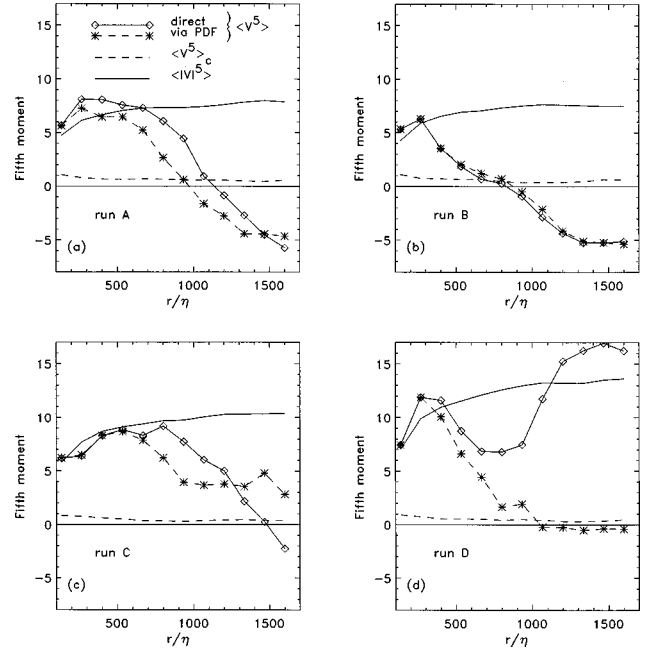 direct
via PDF } <V⁵>
<V⁵>c
<|V|⁵>
Fifth moment
15
10
5
0
−5
run A
(a)
500 1000 1500
r/η
Fifth moment
15
10
5
0
−5
run B
(b)
500 1000 1500
r/η
Fifth moment
15
10
5
0
−5
run C
(c)
500 1000 1500
r/η
Fifth moment
15
10
5
0
−5
run D
(d)
500 1000 1500
r/η